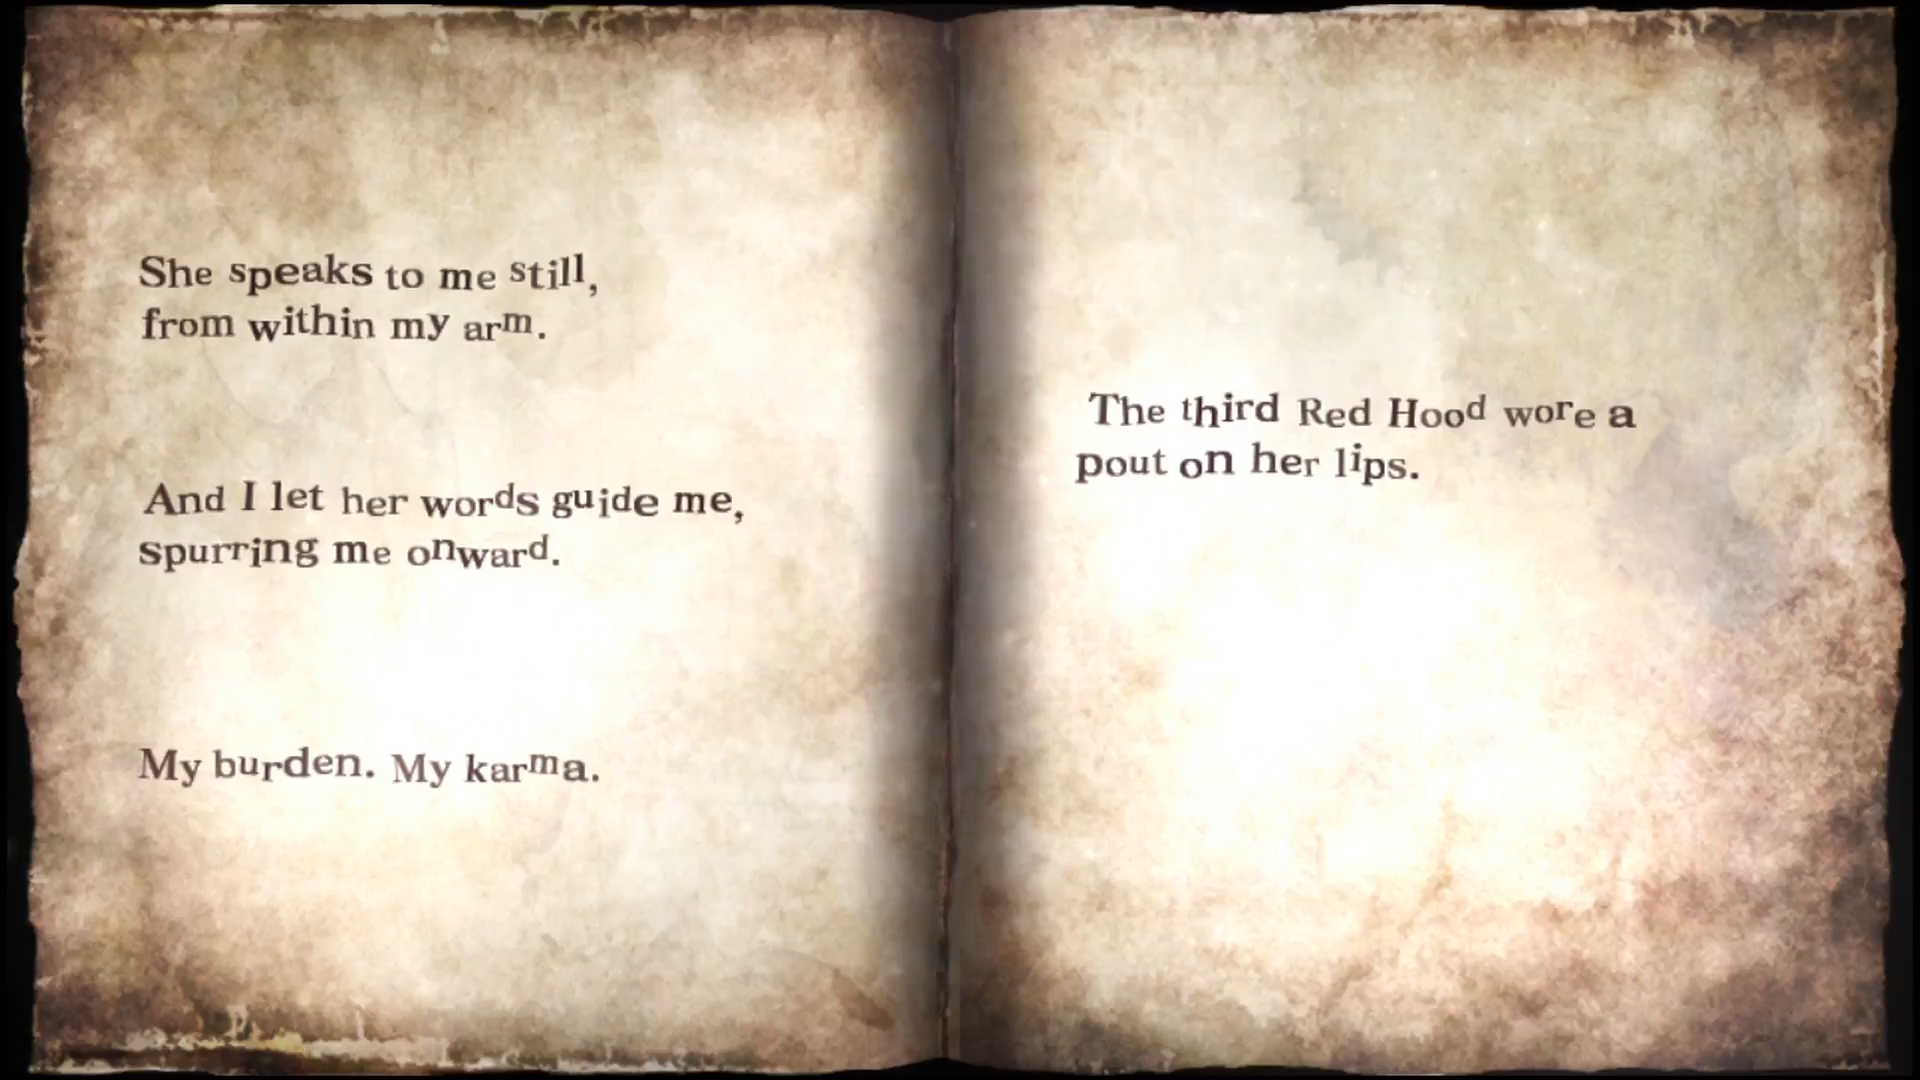 She speaks to me still,
from within my arm.
And I let her words guide me,
spurring me onward.
My burden. My karma.
The third Red Hood wore a
pout on her lips.